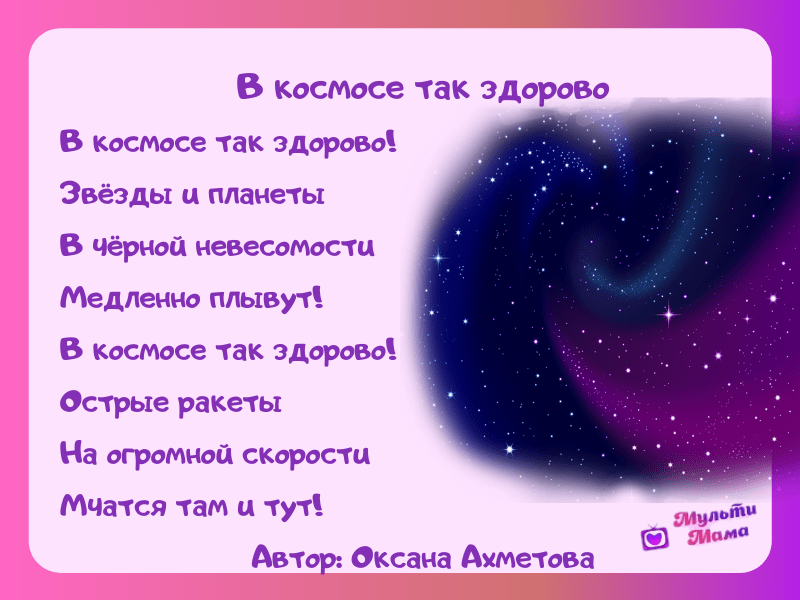 В космосе так здорово
В космосе так здорово!
Звёзды и планеты
В чёрной невесомости
Медленно плывут!
В космосе так здорово!
Острые ракеты
На огромной скорости
Мчатся там и тут!
Мульти
Мама
Автор: Оксана Ахметова